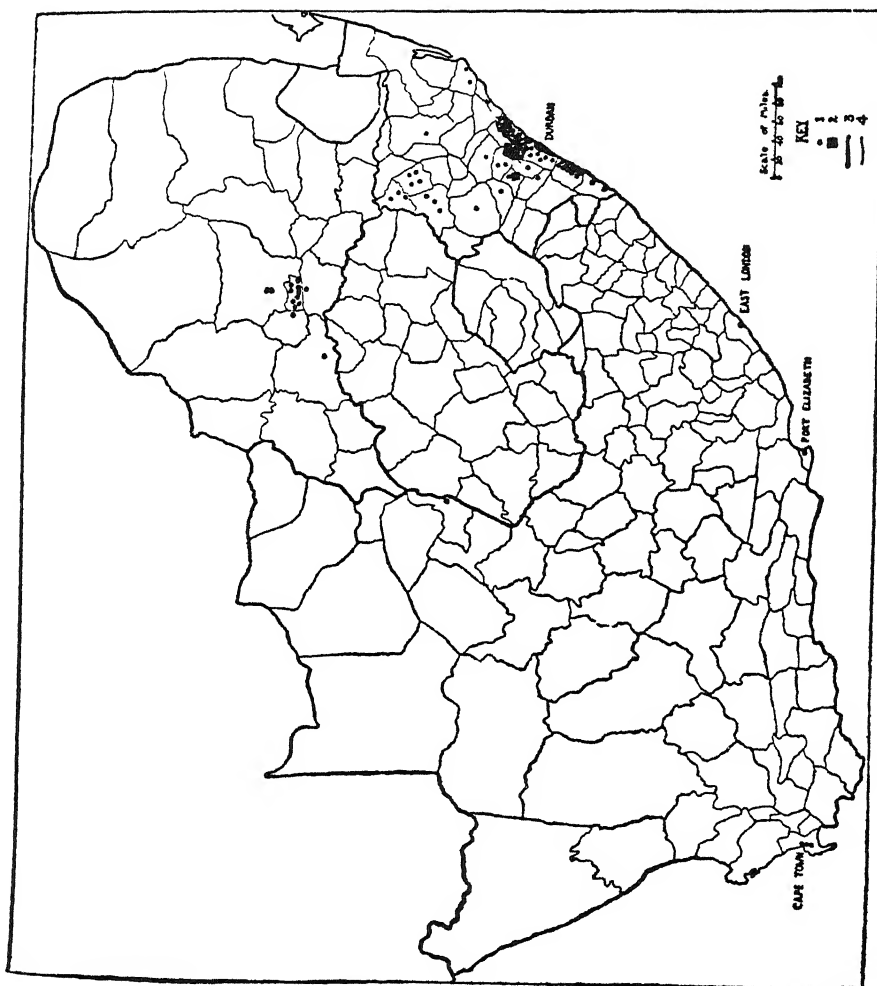 DURBAN
EAST LONDON
PORT ELIZABETH
CAPE TOWN
Scale of Miles.
KEY
1
2
3
4